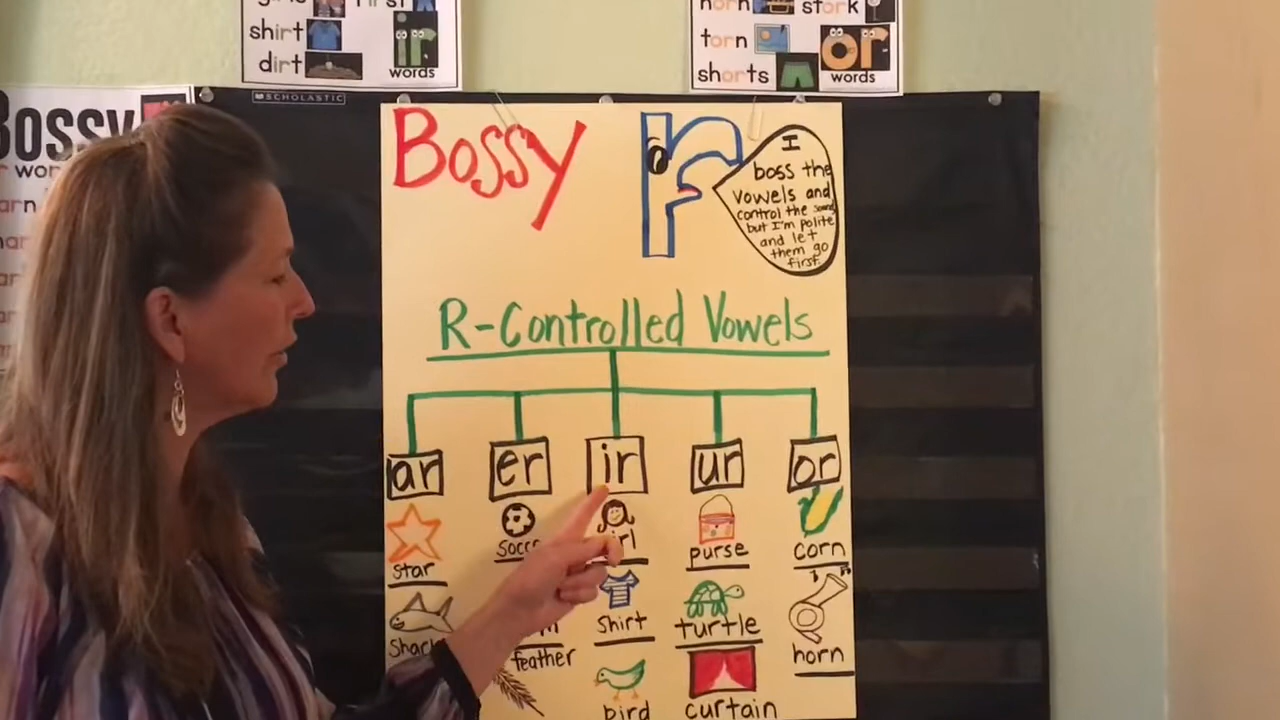 shirt
dirt
ir
words
horn
stork
torn
shorts
or
words
SCHOLASTIC
Bossy
Bossy
r
I
boss the
vowels and
control the sound
but I'm polite
and let
them go
first.
R-Controlled Vowels
ar
er
ir
ur
or
star
purse
corn
shirt
turtle
horn
feather
bird
curtain